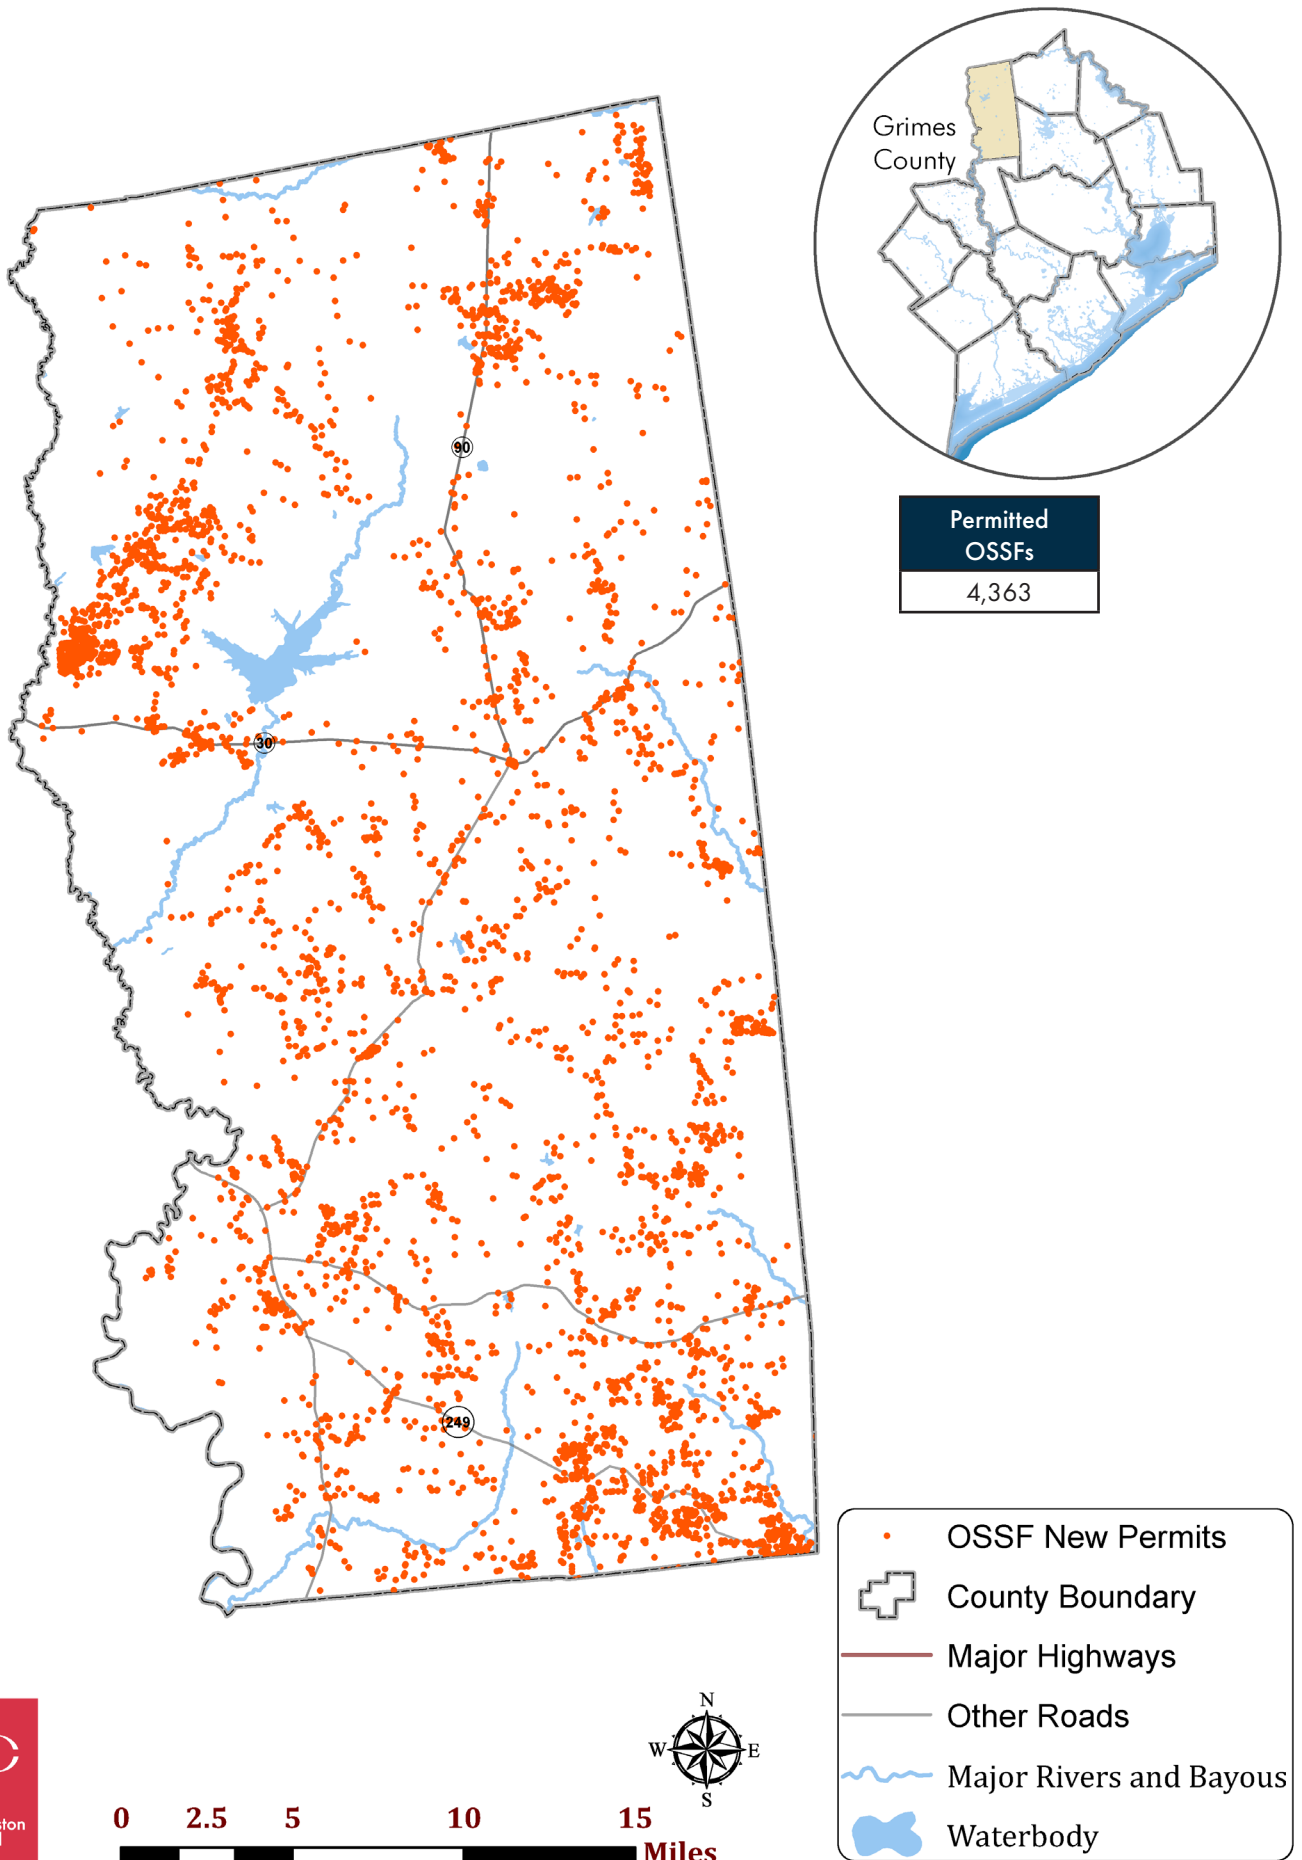 Grimes
County
Permitted
OSSFs
4,363
90
30
249
OSSF New Permits
County Boundary
Major Highways
Other Roads
Major Rivers and Bayous
Waterbody
N
W E
S
0 2.5 5 10 15
Miles